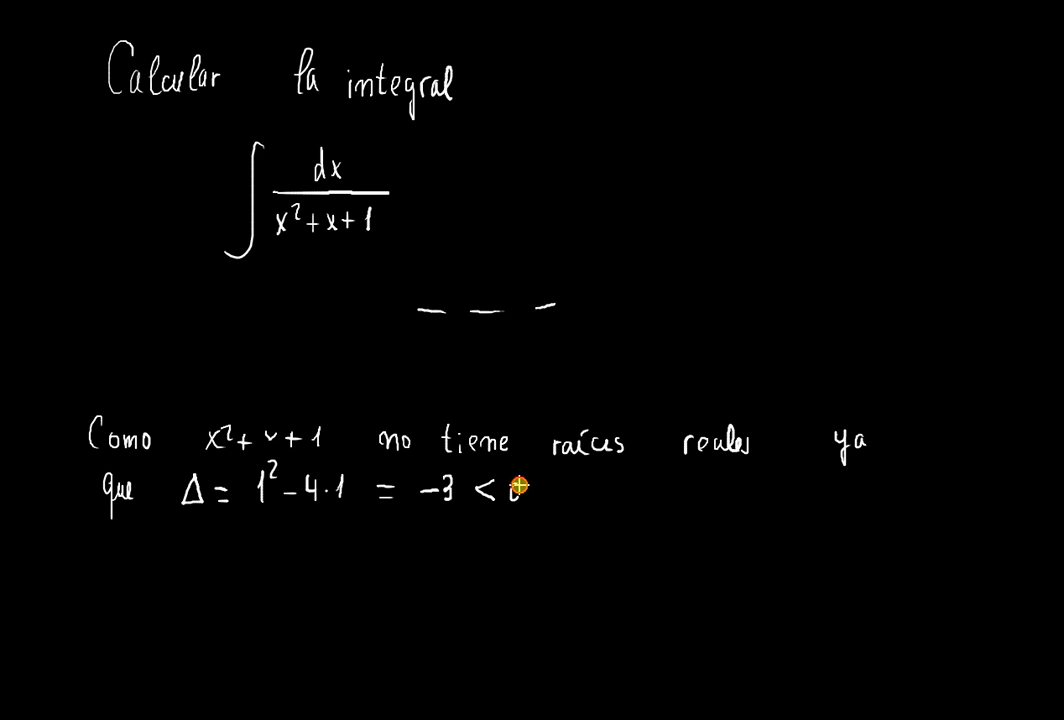 Calcular la integral
∫ dx
x² + x + 1
Como x² + x + 1 no tiene raíces reales ya
que Δ = 1² - 4·1 = -3 <